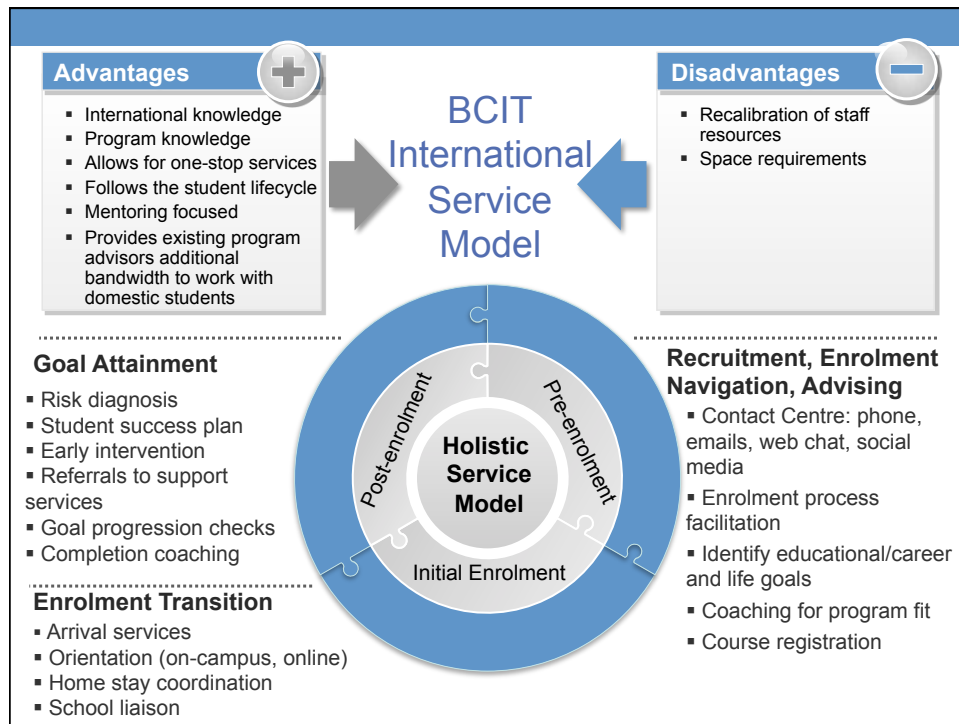 Advantages
▪ International knowledge
▪ Program knowledge
▪ Allows for one-stop services
▪ Follows the student lifecycle
▪ Mentoring focused
▪ Provides existing program
advisors additional
bandwidth to work with
domestic students
BCIT
International
Service
Model
Disadvantages
▪ Recalibration of staff
resources
▪ Space requirements
Goal Attainment
▪ Risk diagnosis
▪ Student success plan
▪ Early intervention
▪ Referrals to support
services
▪ Goal progression checks
▪ Completion coaching
Enrolment Transition
▪ Arrival services
▪ Orientation (on-campus, online)
▪ Home stay coordination
▪ School liaison
Post-enrolment
Pre-enrolment
Holistic
Service
Model
Initial Enrolment
Recruitment, Enrolment
Navigation, Advising
▪ Contact Centre: phone,
emails, web chat, social
media
▪ Enrolment process
facilitation
▪ Identify educational/career
and life goals
▪ Coaching for program fit
▪ Course registration